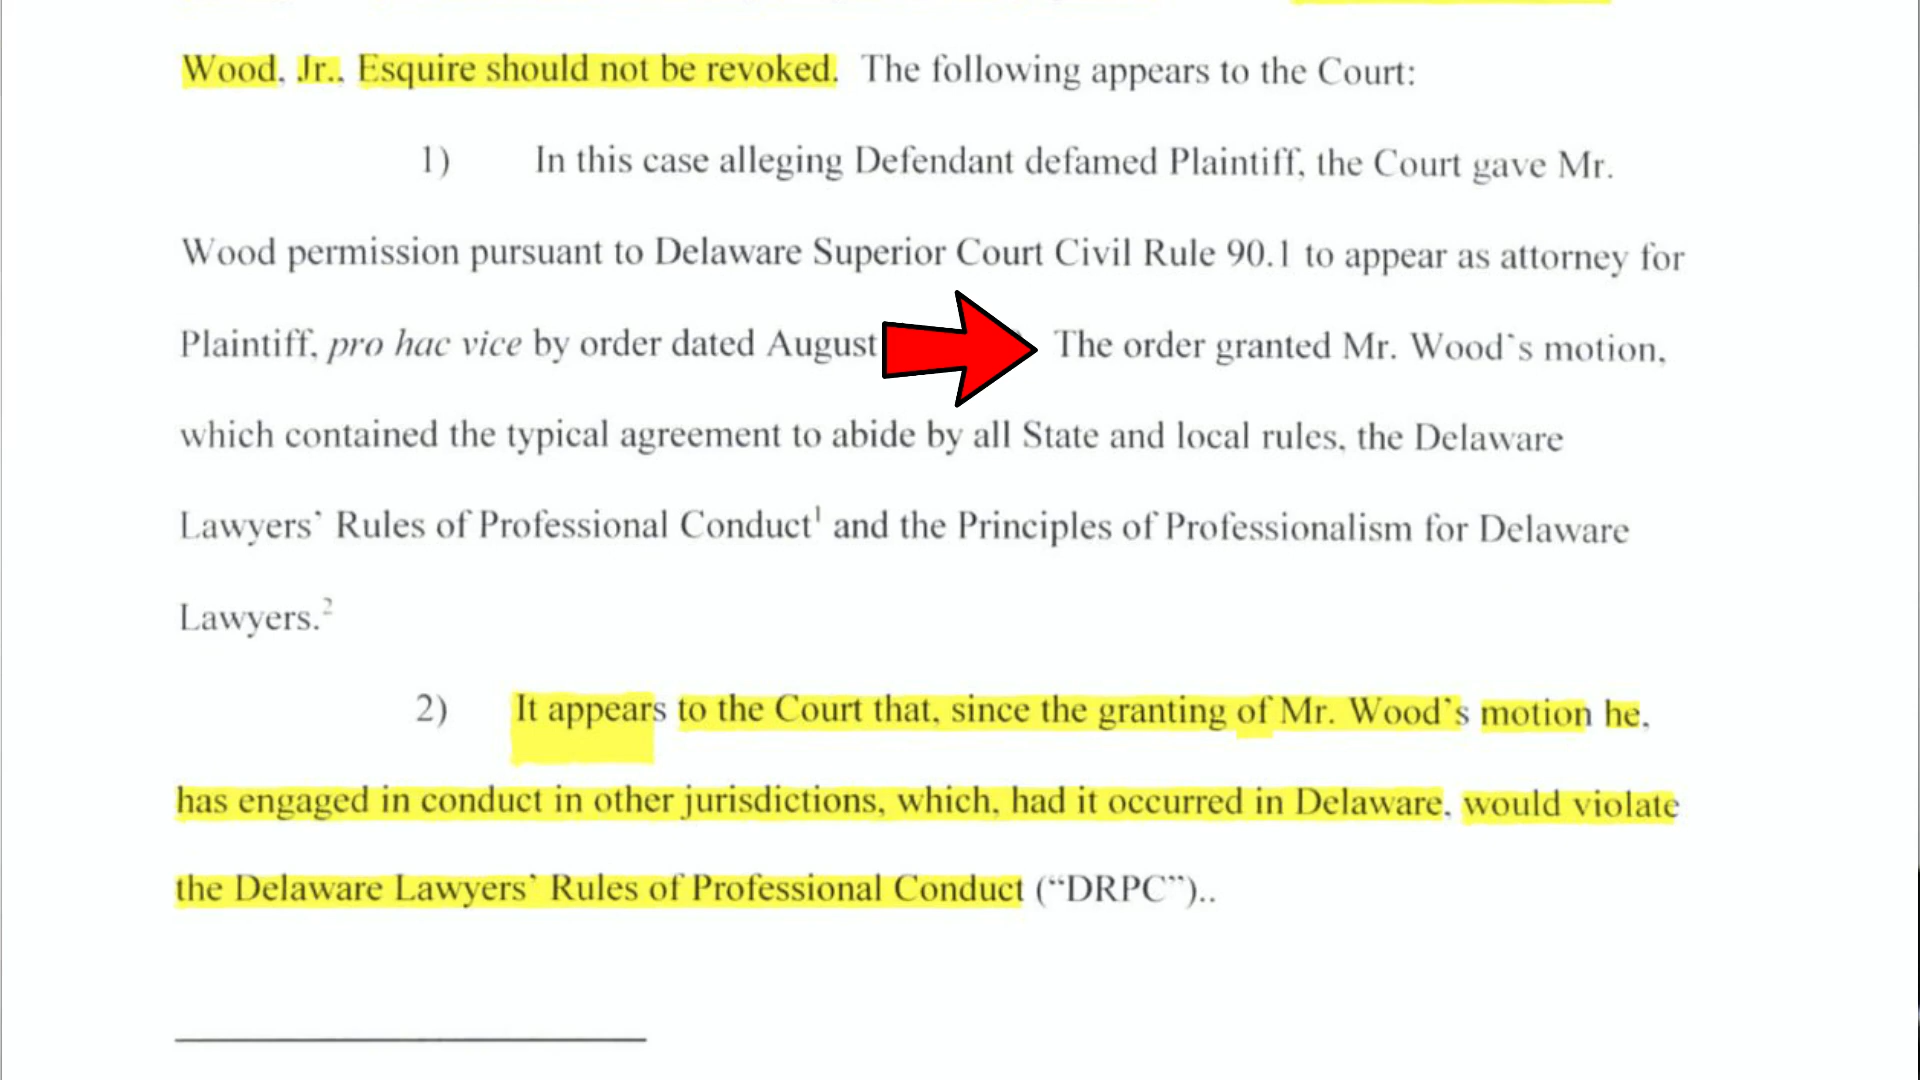 Wood, Jr., Esquire should not be revoked. The following appears to the Court:
1) In this case alleging Defendant defamed Plaintiff, the Court gave Mr.
Wood permission pursuant to Delaware Superior Court Civil Rule 90.1 to appear as attorney for
Plaintiff, pro hac vice by order dated August The order granted Mr. Wood's motion,
which contained the typical agreement to abide by all State and local rules, the Delaware
Lawyers' Rules of Professional Conduct¹ and the Principles of Professionalism for Delaware
Lawyers.²
2) It appears to the Court that, since the granting of Mr. Wood's motion he,
has engaged in conduct in other jurisdictions, which, had it occurred in Delaware, would violate
the Delaware Lawyers' Rules of Professional Conduct (“DRPC”)..